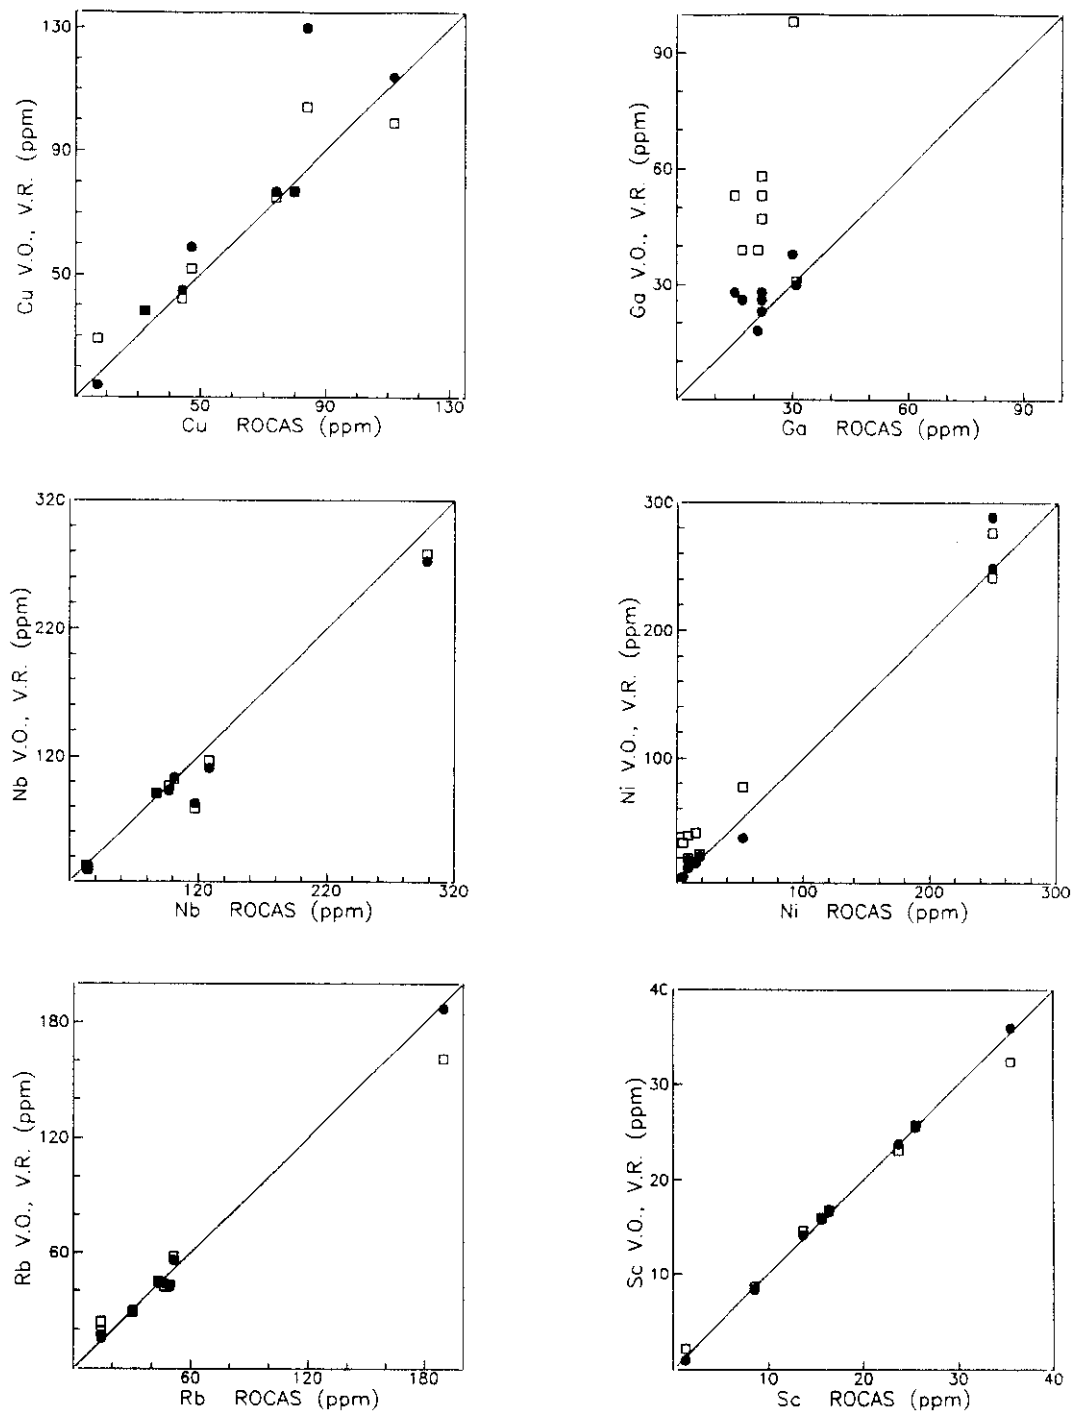 130
90
50
Cu V.O., V.R. (ppm)
50 90 130
Cu ROCAS (ppm)
90
60
30
Ga V.O., V.R. (ppm)
30 60 90
Ga ROCAS (ppm)
320
220
120
Nb V.O., V.R. (ppm)
120 220 320
Nb ROCAS (ppm)
300
200
100
Ni V.O., V.R. (ppm)
100 200 300
Ni ROCAS (ppm)
180
120
60
Rb V.O., V.R. (ppm)
60 120 180
Rb ROCAS (ppm)
40
30
20
10
Sc V.O., V.R. (ppm)
10 20 30 40
Sc ROCAS (ppm)